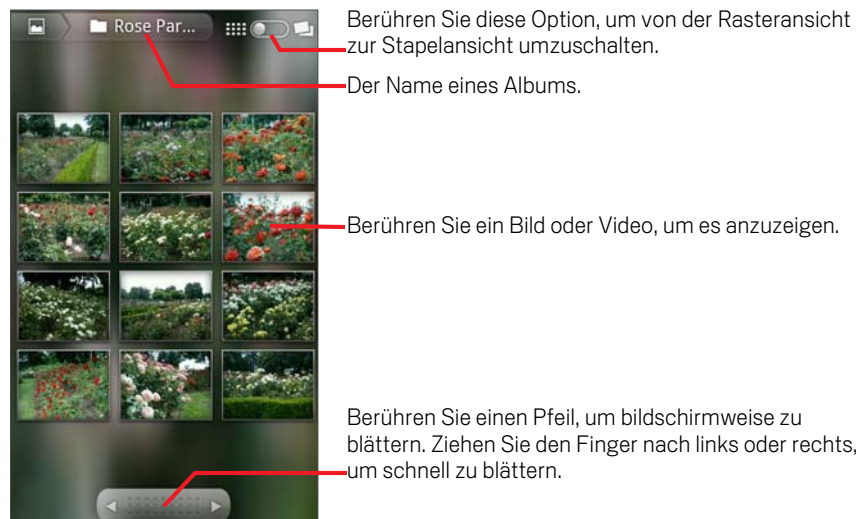 Rose Par...
Berühren Sie diese Option, um von der Rasteransicht
zur Stapelansicht umzuschalten.
Der Name eines Albums.
Berühren Sie ein Bild oder Video, um es anzuzeigen.
Berühren Sie einen Pfeil, um bildschirmweise zu
blättern. Ziehen Sie den Finger nach links oder rechts,
um schnell zu blättern.